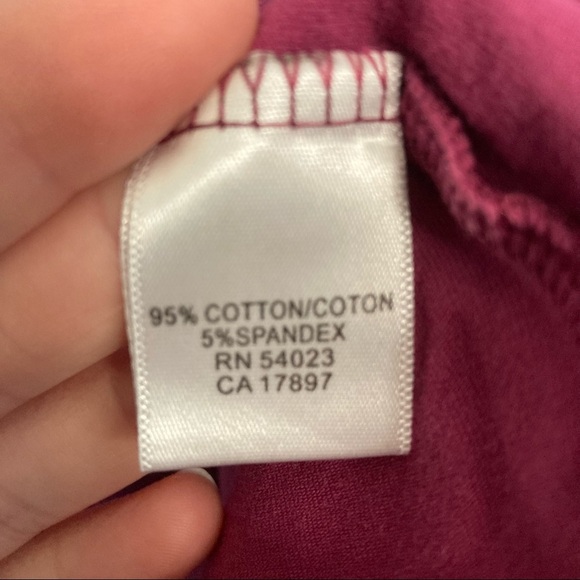 95% COTTON/COTON
5%SPANDEX
RN 54023
CA 17897